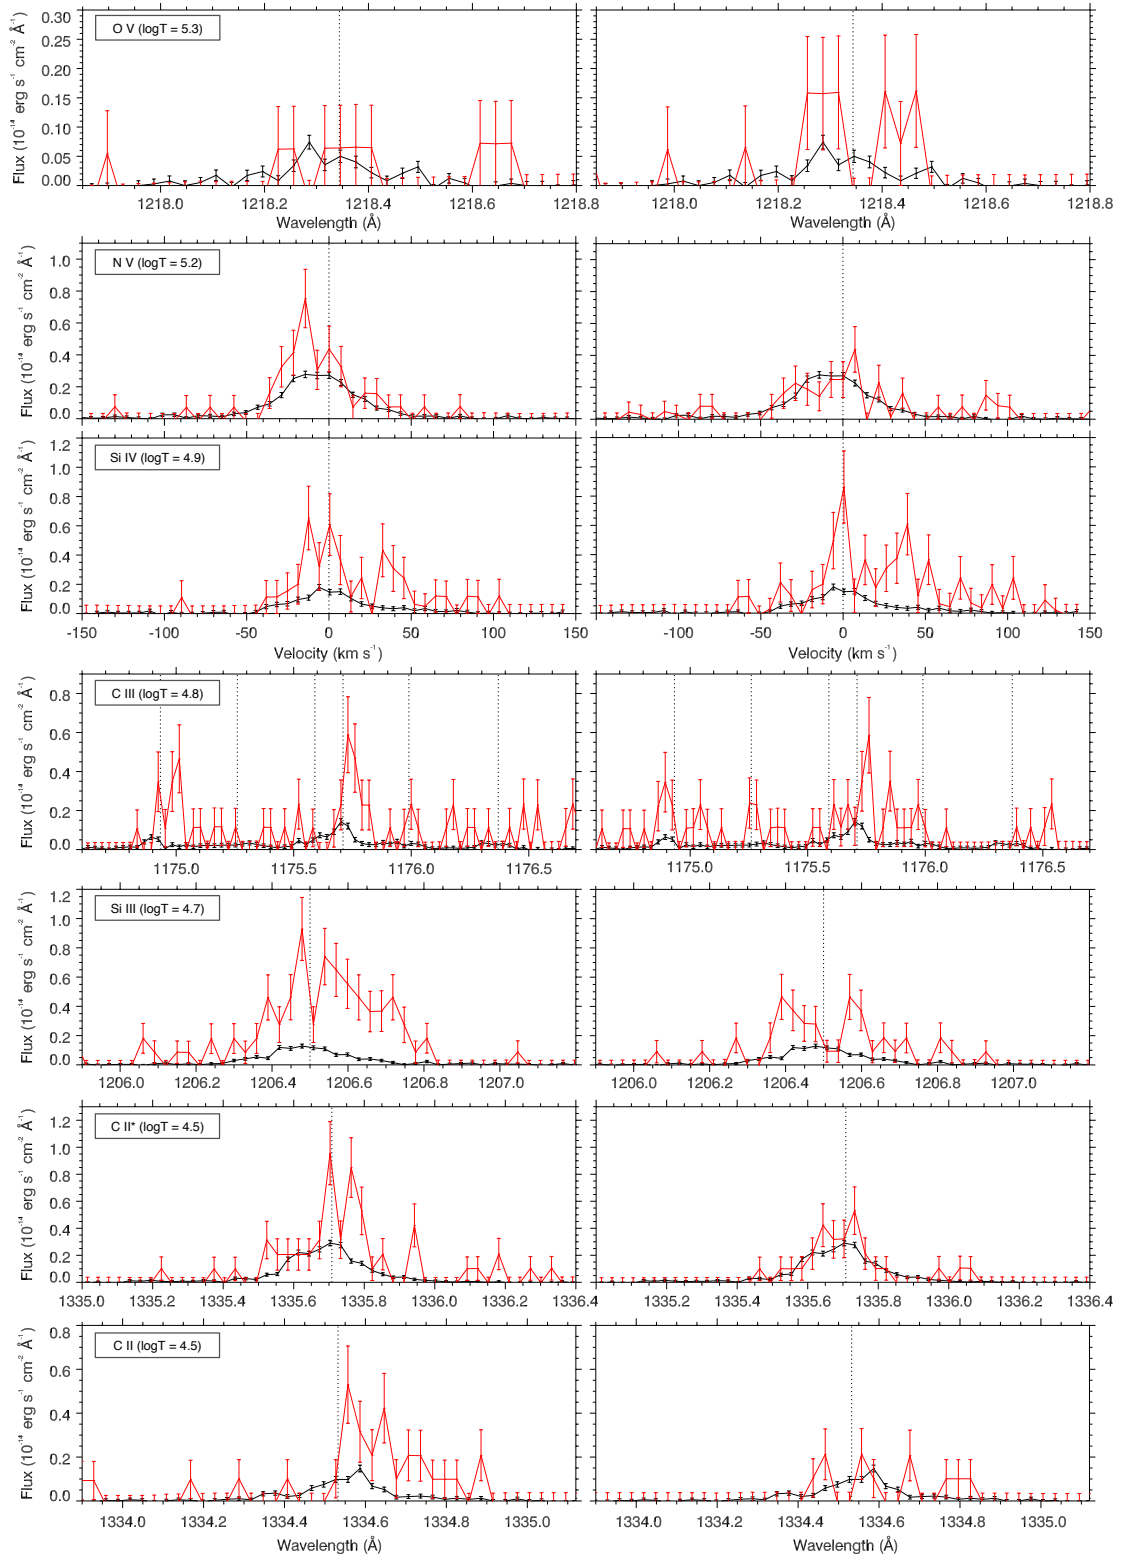 O V (logT = 5.3)
Flux (10⁻¹⁴ erg s⁻¹ cm⁻² Å⁻¹)
0.30
0.25
0.20
0.15
0.10
0.05
0.00
1218.0 1218.2 1218.4 1218.6 1218.8 1218.0 1218.2 1218.4 1218.6 1218.8
Wavelength (Å) Wavelength (Å)
N V (logT = 5.2)
Flux (10⁻¹⁴ erg s⁻¹ cm⁻² Å⁻¹)
1.0
0.8
0.6
0.4
0.2
0.0
Si IV (logT = 4.9)
Flux (10⁻¹⁴ erg s⁻¹ cm⁻² Å⁻¹)
1.2
1.0
0.8
0.6
0.4
0.2
0.0
-150 -100 -50 0 50 100 150 -100 -50 0 50 100 150
Velocity (km s⁻¹) Velocity (km s⁻¹)
C III (logT = 4.8)
Flux (10⁻¹⁴ erg s⁻¹ cm⁻² Å⁻¹)
0.8
0.6
0.4
0.2
0.0
1175.0 1175.5 1176.0 1176.5 1175.0 1175.5 1176.0 1176.5
Si III (logT = 4.7)
Flux (10⁻¹⁴ erg s⁻¹ cm⁻² Å⁻¹)
1.2
1.0
0.8
0.6
0.4
0.2
0.0
1206.0 1206.2 1206.4 1206.6 1206.8 1207.0 1206.0 1206.2 1206.4 1206.6 1206.8 1207.0
C II* (logT = 4.5)
Flux (10⁻¹⁴ erg s⁻¹ cm⁻² Å⁻¹)
1.2
1.0
0.8
0.6
0.4
0.2
0.0
1335.0 1335.2 1335.4 1335.6 1335.8 1336.0 1336.2 1336.4 1335.2 1335.4 1335.6 1335.8 1336.0 1336.2 1336.4
C II (logT = 4.5)
Flux (10⁻¹⁴ erg s⁻¹ cm⁻² Å⁻¹)
0.8
0.6
0.4
0.2
0.0
1334.0 1334.2 1334.4 1334.6 1334.8 1335.0 1334.0 1334.2 1334.4 1334.6 1334.8 1335.0
Wavelength (Å) Wavelength (Å)